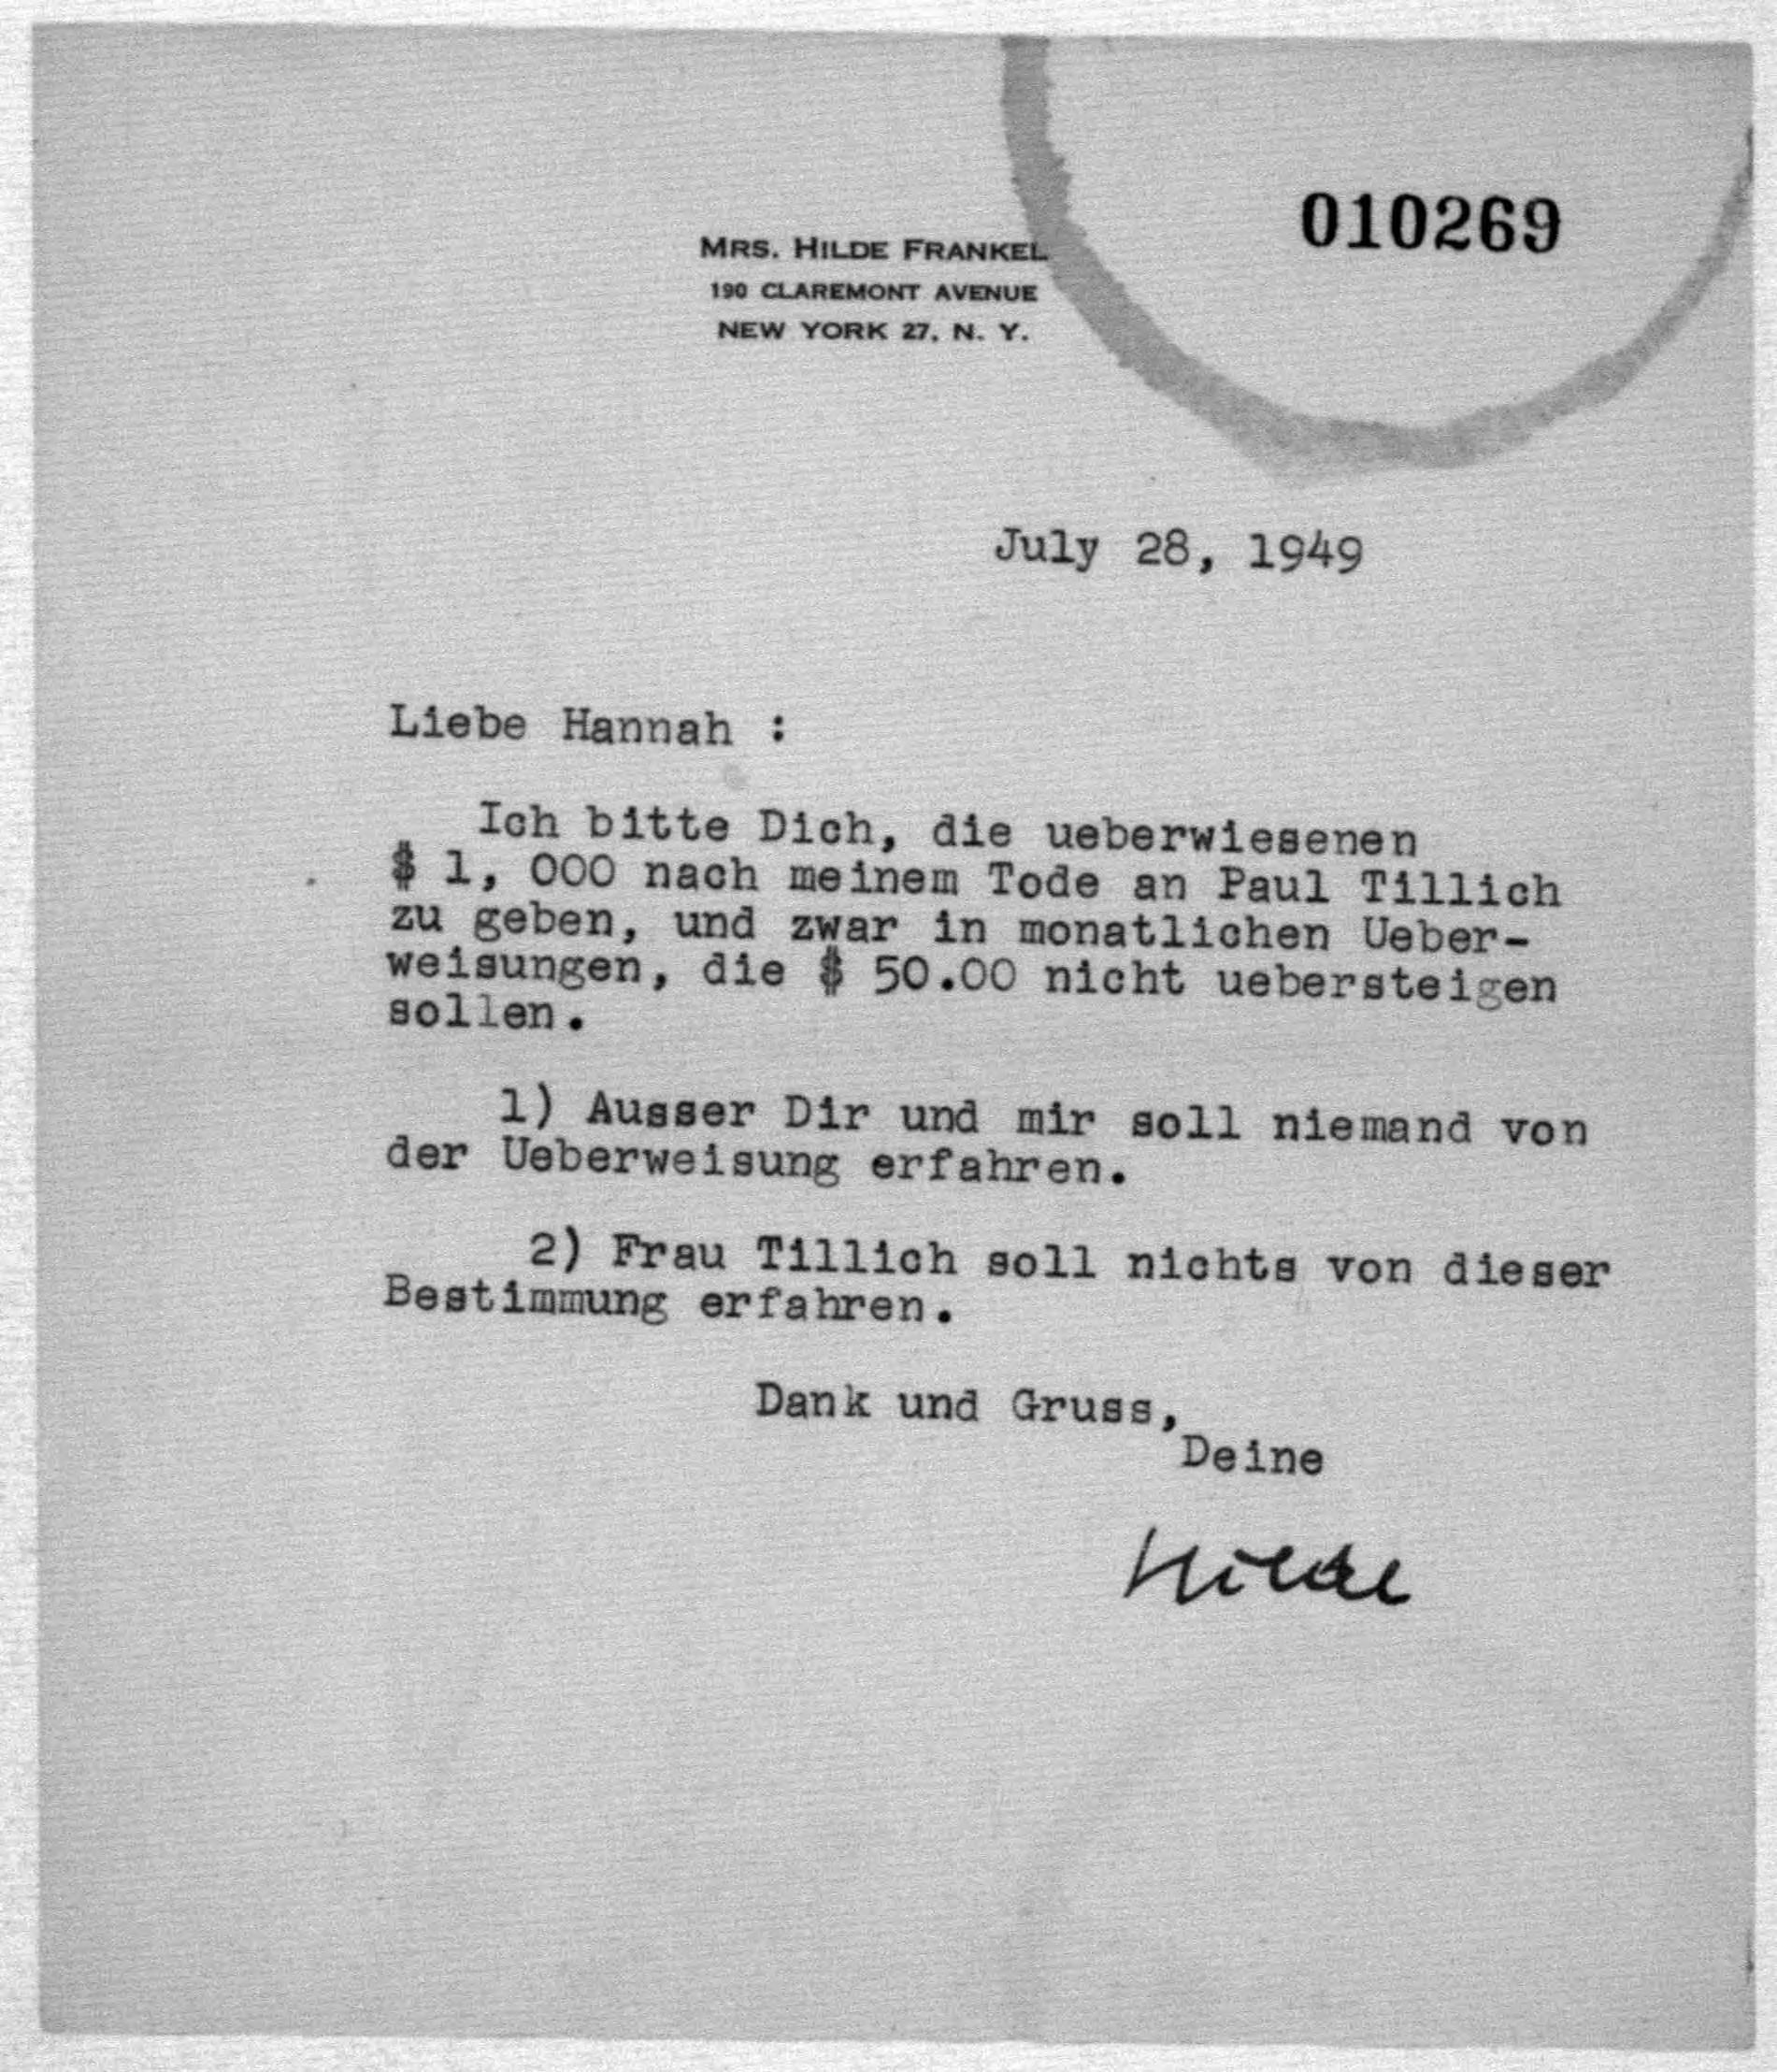 010269
MRS. HILDE FRANKEL
190 CLAREMONT AVENUE
NEW YORK 27, N. Y.
July 28, 1949
Liebe Hannah :
Ich bitte Dich, die ueberwiesenen
$ 1, 000 nach meinem Tode an Paul Tillich
zu geben, und zwar in monatlichen Ueber-
weisungen, die $ 50.00 nicht uebersteigen
sollen.
1) Ausser Dir und mir soll niemand von
der Ueberweisung erfahren.
2) Frau Tillich soll nichts von dieser
Bestimmung erfahren.
Dank und Gruss,
Deine
Hilde